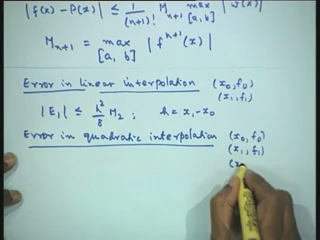 |f(x)-P(x)| ≤ 1/(n+1)! M_{n+1} max_{[a, b]} |w(x)|
M_{n+1} = max_{[a, b]} |f^{n+1}(x)|
Error in linear interpolation (x₀, f₀)
(x₁, f₁)
|E₁| ≤ h²/8 M₂ ; h = x₁ - x₀
Error in quadratic interpolation (x₀, f₀)
(x₁, f₁)
(x